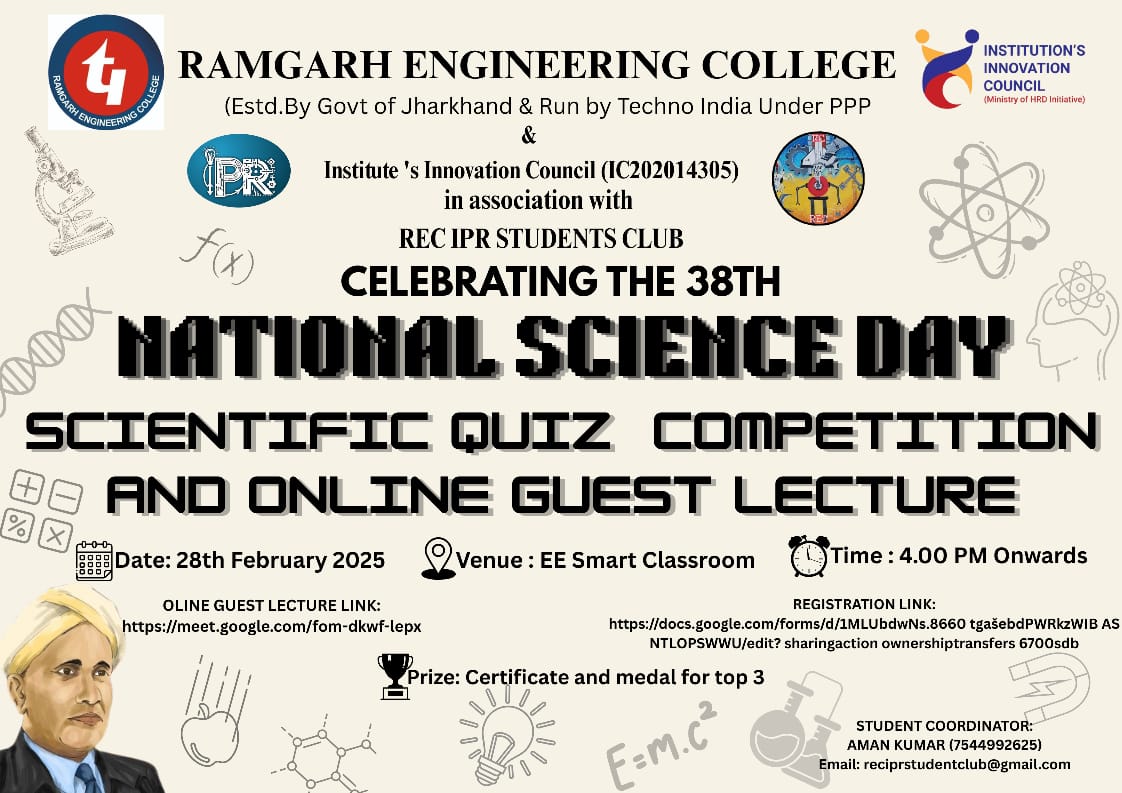 RAMGARH ENGINEERING COLLEGE
RAMGARH ENGINEERING COLLEGE
(Estd.By Govt of Jharkhand & Run by Techno India Under PPP
INSTITUTION'S
INNOVATION
COUNCIL
(Ministry of HRD Initiative)
&
IPR
Institute 's Innovation Council (IC202014305)
in association with
REC IPR STUDENTS CLUB
f(x)
CELEBRATING THE 38TH
NATIONAL SCIENCE DAY
SCIENTIFIC QUIZ COMPETITION
AND ONLINE GUEST LECTURE
Date: 28th February 2025
Venue : EE Smart Classroom
Time : 4.00 PM Onwards
OLINE GUEST LECTURE LINK:
https://meet.google.com/fom-dkwf-lepx
REGISTRATION LINK:
https://docs.google.com/forms/d/1MLUbdwNs.8660 tgašebdPWRkzWIB AS
NTLOPSWWU/edit? sharingaction ownershiptransfers 6700sdb
Prize: Certificate and medal for top 3
E=m.c²
STUDENT COORDINATOR:
AMAN KUMAR (7544992625)
Email: reciprstudentclub@gmail.com